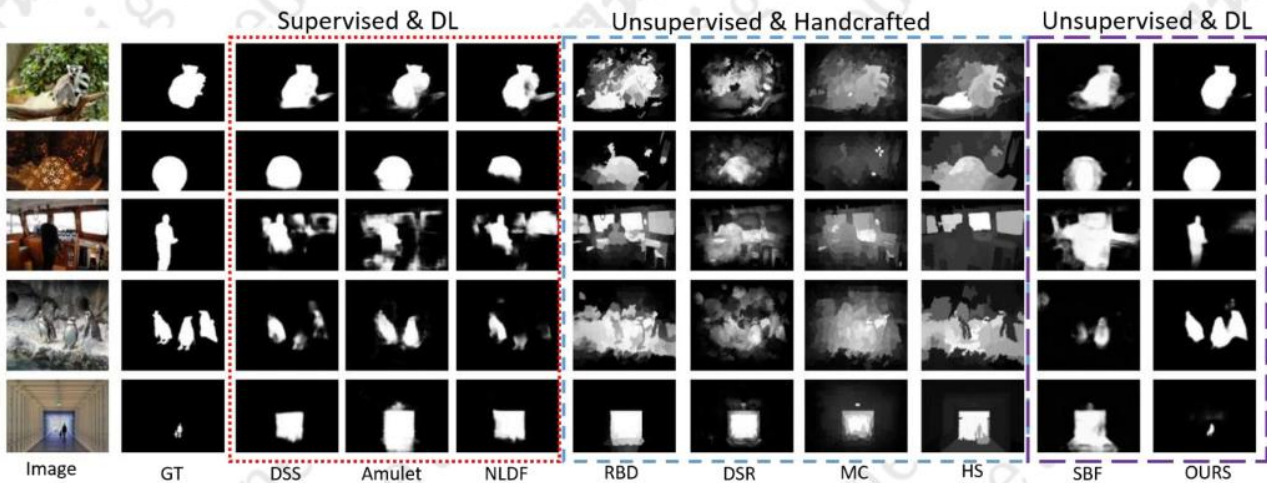 Supervised & DL Unsupervised & Handcrafted Unsupervised & DL
Image GT DSS Amulet NLDF RBD DSR MC HS SBF OURS